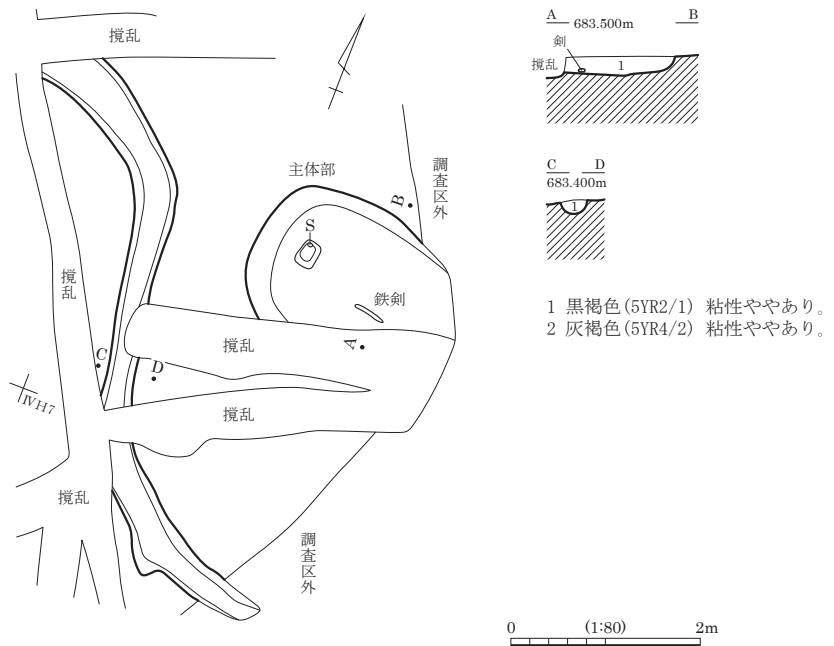 撹乱
主体部
調査区外
B
S
鉄剣
撹乱
A
撹乱
C
D
撹乱
ⅣH7
撹乱
調査区外
A B
683.500m
剣
撹乱
1
C D
683.400m
1
1 黒褐色(5YR2/1) 粘性ややあり。
2 灰褐色(5YR4/2) 粘性ややあり。
0 (1:80) 2m